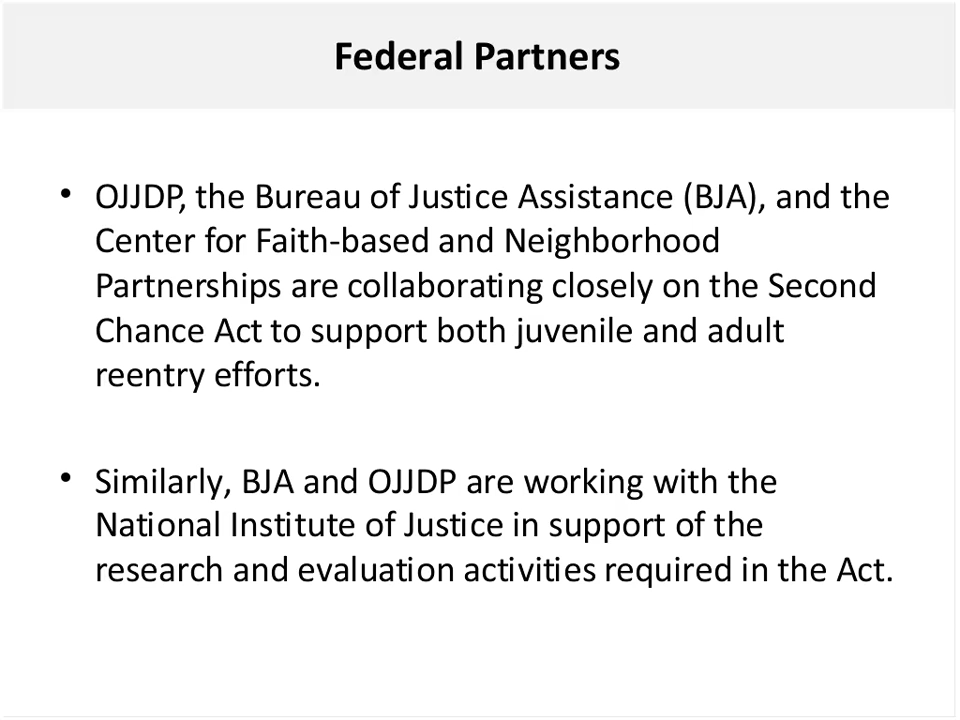 Federal Partners
• OJJDP, the Bureau of Justice Assistance (BJA), and the
Center for Faith-based and Neighborhood
Partnerships are collaborating closely on the Second
Chance Act to support both juvenile and adult
reentry efforts.
• Similarly, BJA and OJJDP are working with the
National Institute of Justice in support of the
research and evaluation activities required in the Act.